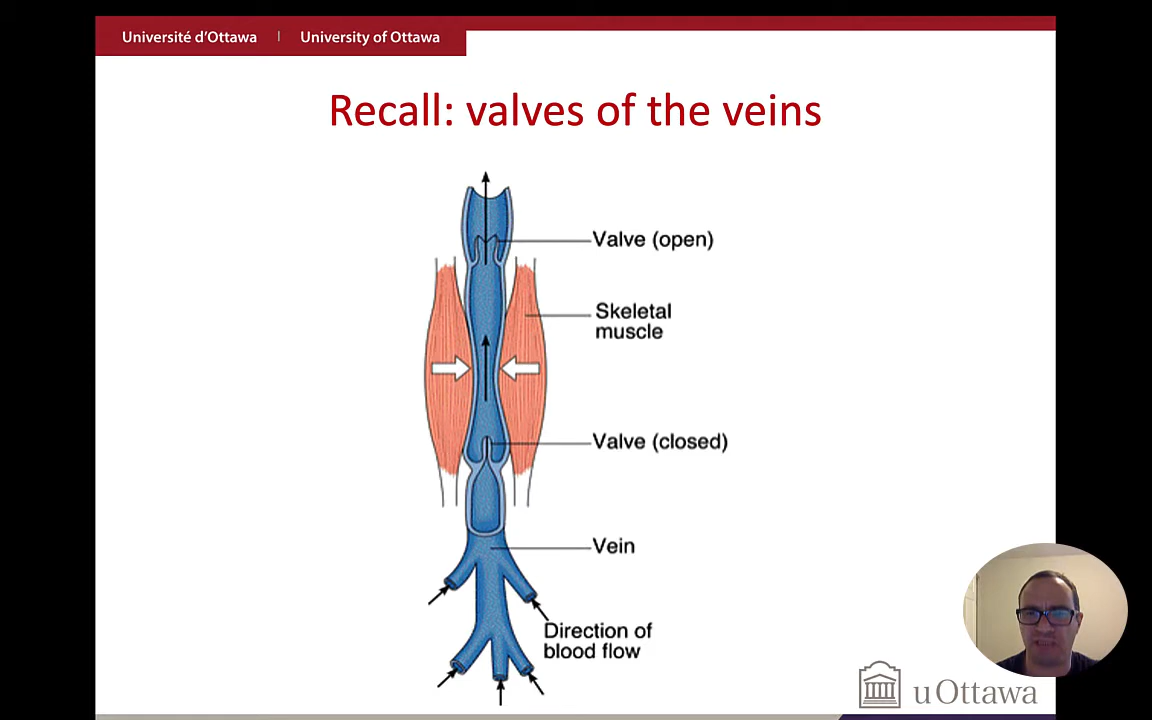 Université d'Ottawa | University of Ottawa
Recall: valves of the veins
Valve (open)
Skeletal
muscle
Valve (closed)
Vein
Direction of
blood flow
uOttawa